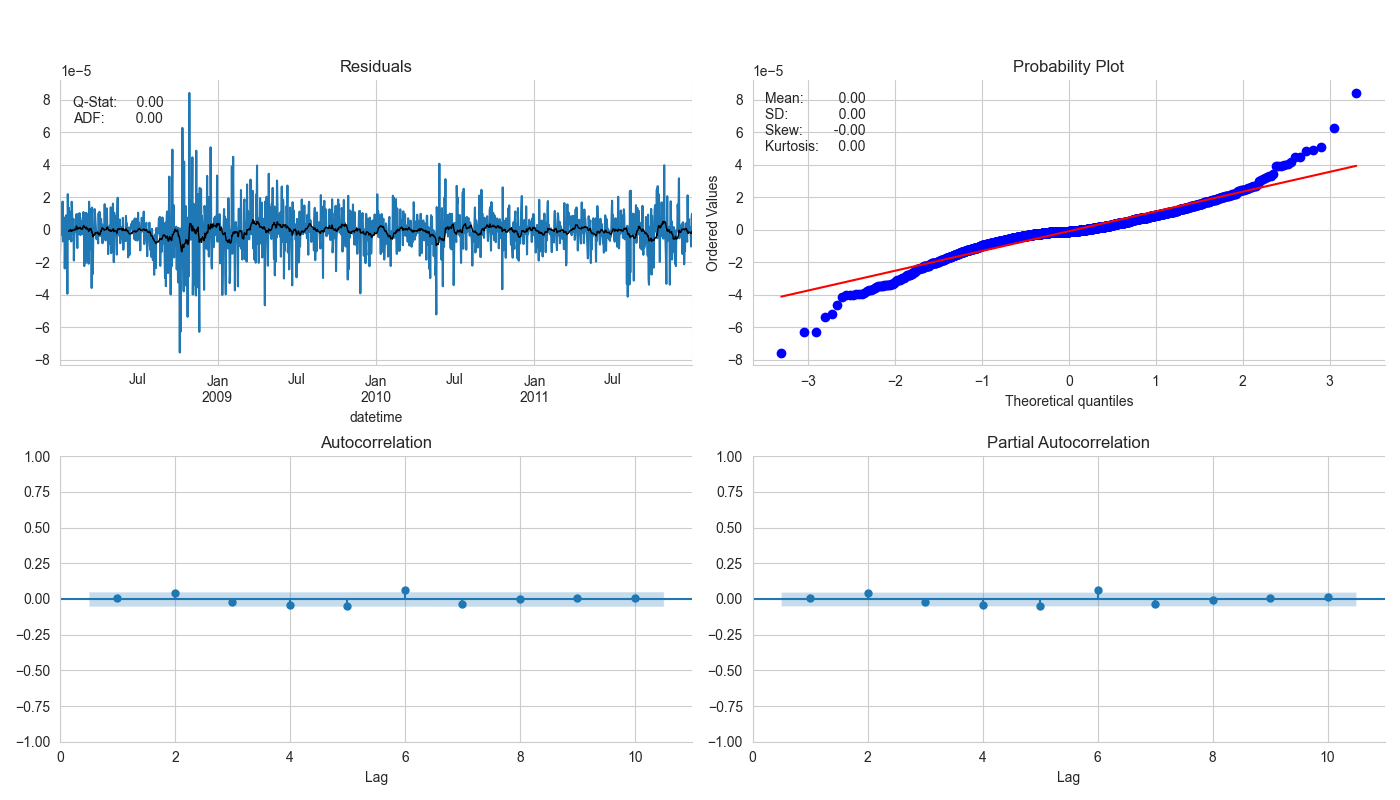 Residuals
1e−5
Q-Stat: 0.00
ADF: 0.00
8
6
4
2
0
−2
−4
−6
−8
Jul
Jan
2009
Jul
Jan
2010
Jul
Jan
2011
Jul
datetime
Probability Plot
1e−5
Mean: 0.00
SD: 0.00
Skew: -0.00
Kurtosis: 0.00
Ordered Values
8
6
4
2
0
−2
−4
−6
−8
−3 −2 −1 0 1 2 3
Theoretical quantiles
Autocorrelation
1.00
0.75
0.50
0.25
0.00
−0.25
−0.50
−0.75
−1.00
0 2 4 6 8 10
Lag
Partial Autocorrelation
1.00
0.75
0.50
0.25
0.00
−0.25
−0.50
−0.75
−1.00
0 2 4 6 8 10
Lag